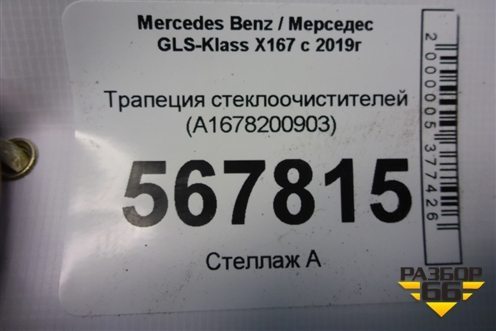 Mercedes Benz / Мерседес
GLS-Klass X167 с 2019г
Трапеция стеклоочистителей
(A1678200903)
567815
Стеллаж А
2000005377426
РАЗБОР
66